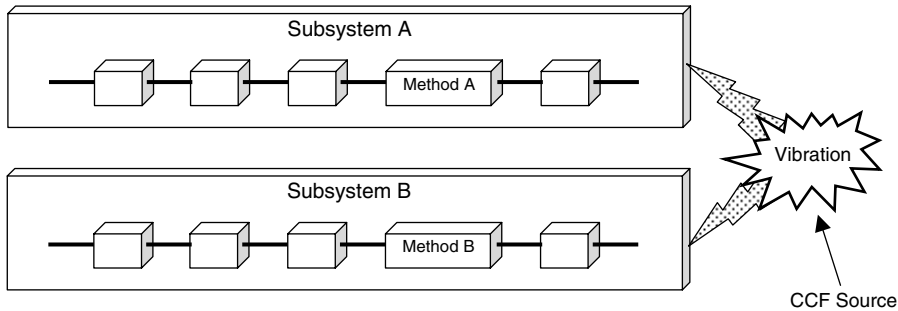 Subsystem A
Method A
Vibration
Subsystem B
Method B
CCF Source